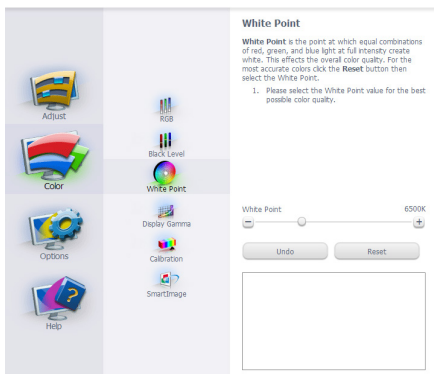 Adjust
Color
Options
Help
RGB
Black Level
White Point
Display Gamma
Calibration
SmartImage
White Point
White Point is the point at which equal combinations
of red, green, and blue light at full intensity create
white. This effects the overall color quality. For the
most accurate colors click the Reset button then
select the White Point.
1. Please select the White Point value for the best
possible color quality.
White Point 6500K
Undo Reset